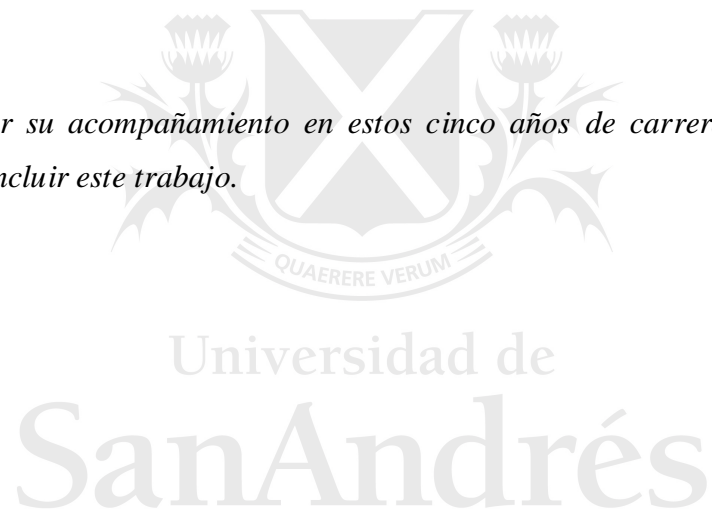 r su acompañamiento en estos cinco años de carrer
ncluir este trabajo.
QUAERERE VERUM
Universidad de
SanAndrés